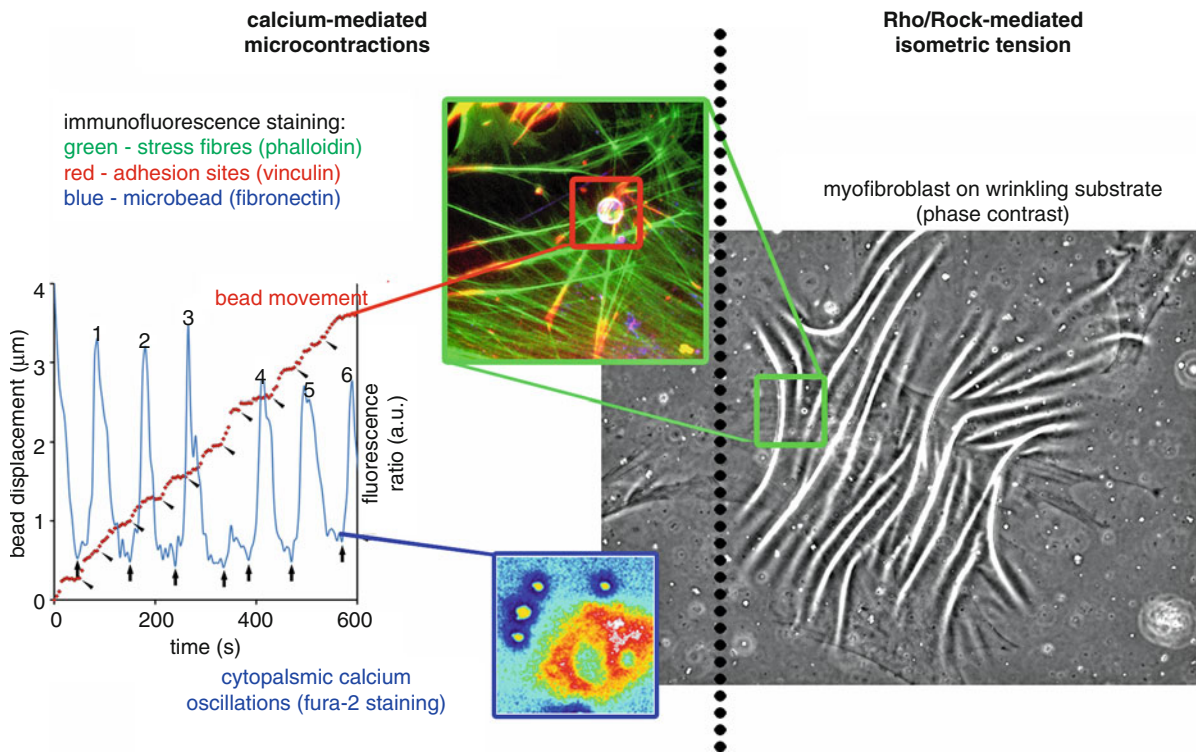 calcium-mediated
microcontractions
Rho/Rock-mediated
isometric tension
immunofluorescence staining:
green - stress fibres (phalloidin)
red - adhesion sites (vinculin)
blue - microbead (fibronectin)
myofibroblast on wrinkling substrate
(phase contrast)
bead movement
bead displacement (µm)
4
3
2
1
0
1
2
3
4
5
6
fluorescence
ratio (a.u.)
0
200
400
600
time (s)
cytopalsmic calcium
oscillations (fura-2 staining)